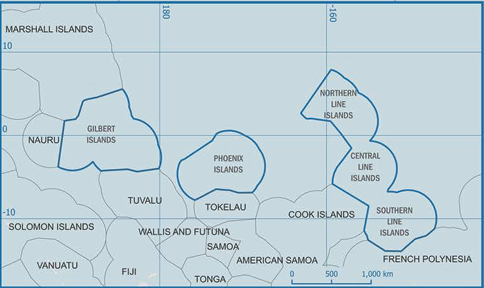 180
-160
MARSHALL ISLANDS
10
NORTHERN
LINE
ISLANDS
0
NAURU
GILBERT
ISLANDS
PHOENIX
ISLANDS
CENTRAL
LINE
ISLANDS
TUVALU
TOKELAU
-10
COOK ISLANDS
SOUTHERN
LINE
ISLANDS
SOLOMON ISLANDS
WALLIS AND FUTUNA
SAMOA
VANUATU
FIJI
AMERICAN SAMOA
FRENCH POLYNESIA
TONGA
0 500 1,000 km